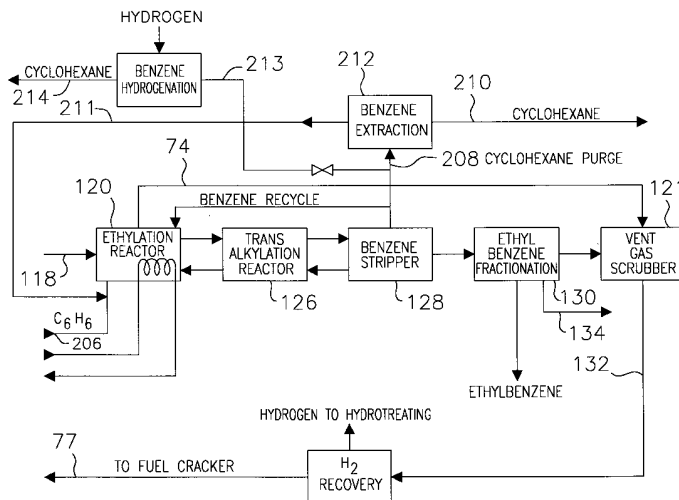 HYDROGEN
CYCLOHEXANE
214
BENZENE
HYDROGENATION
213
211
212
BENZENE
EXTRACTION
210
CYCLOHEXANE
208 CYCLOHEXANE PURGE
74
120
BENZENE RECYCLE
121
118
ETHYLATION
REACTOR
TRANS
ALKYLATION
REACTOR
126
BENZENE
STRIPPER
128
ETHYL
BENZENE
FRACTIONATION
130
134
VENT
GAS
SCRUBBER
C6H6
206
132
ETHYLBENZENE
HYDROGEN TO HYDROTREATING
77
TO FUEL CRACKER
H2
RECOVERY